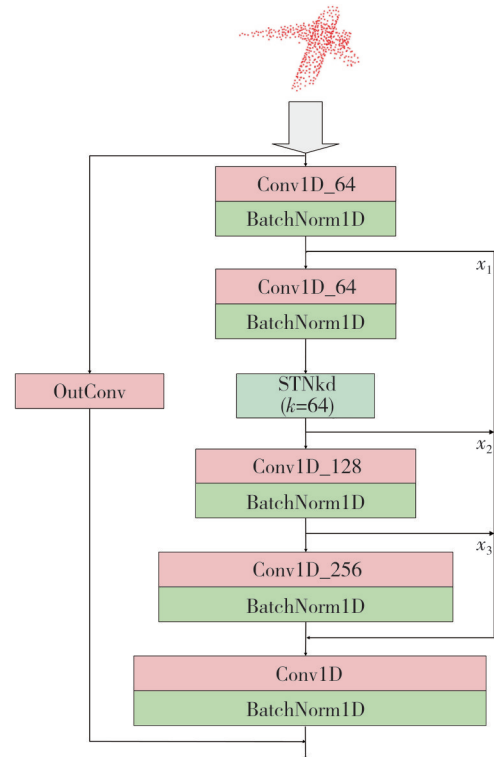 Conv1D_64
BatchNorm1D
x1
Conv1D_64
BatchNorm1D
OutConv
STNkd
(k=64)
x2
Conv1D_128
BatchNorm1D
x3
Conv1D_256
BatchNorm1D
Conv1D
BatchNorm1D